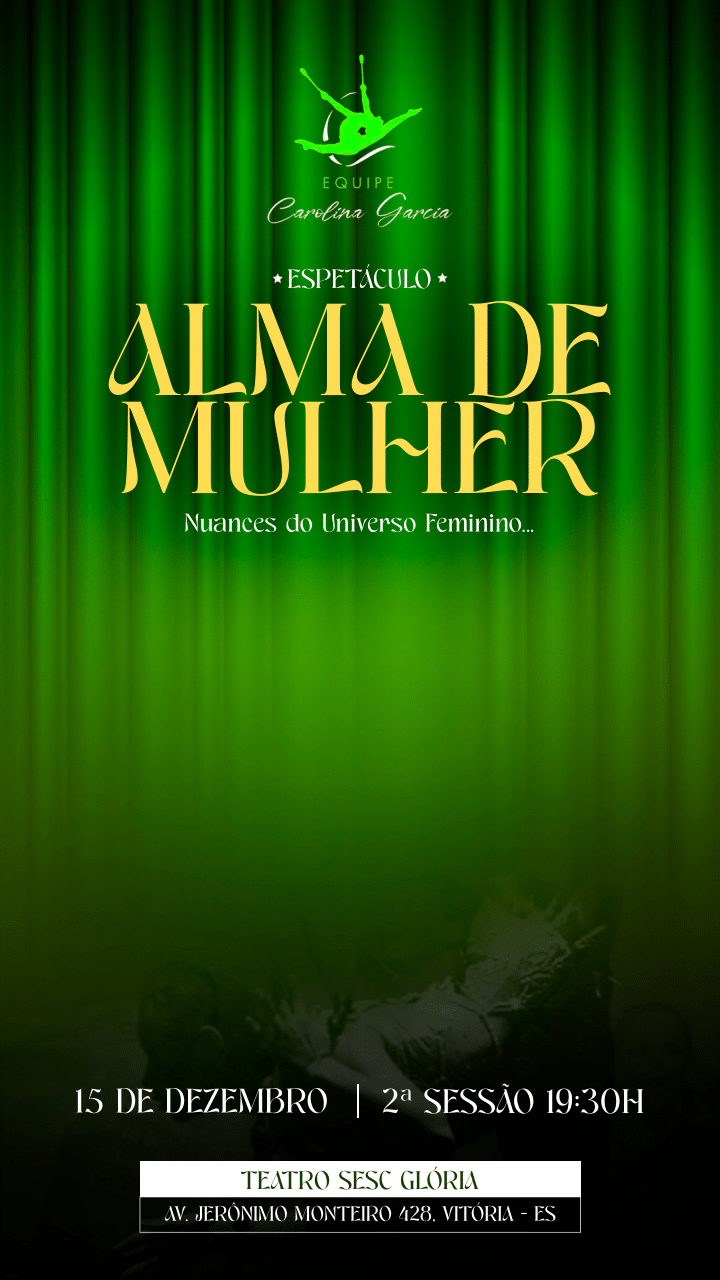 EQUIPE
Carolina Garcia
ESPETÁCULO
ALMA DE
MULHER
Nuances do Universo Feminino...
15 DE DEZEMBRO | 2ª SESSÃO 19:30H
TEATRO SESC GLÓRIA
AV. JERÔNIMO MONTEIRO 428, VITÓRIA - ES